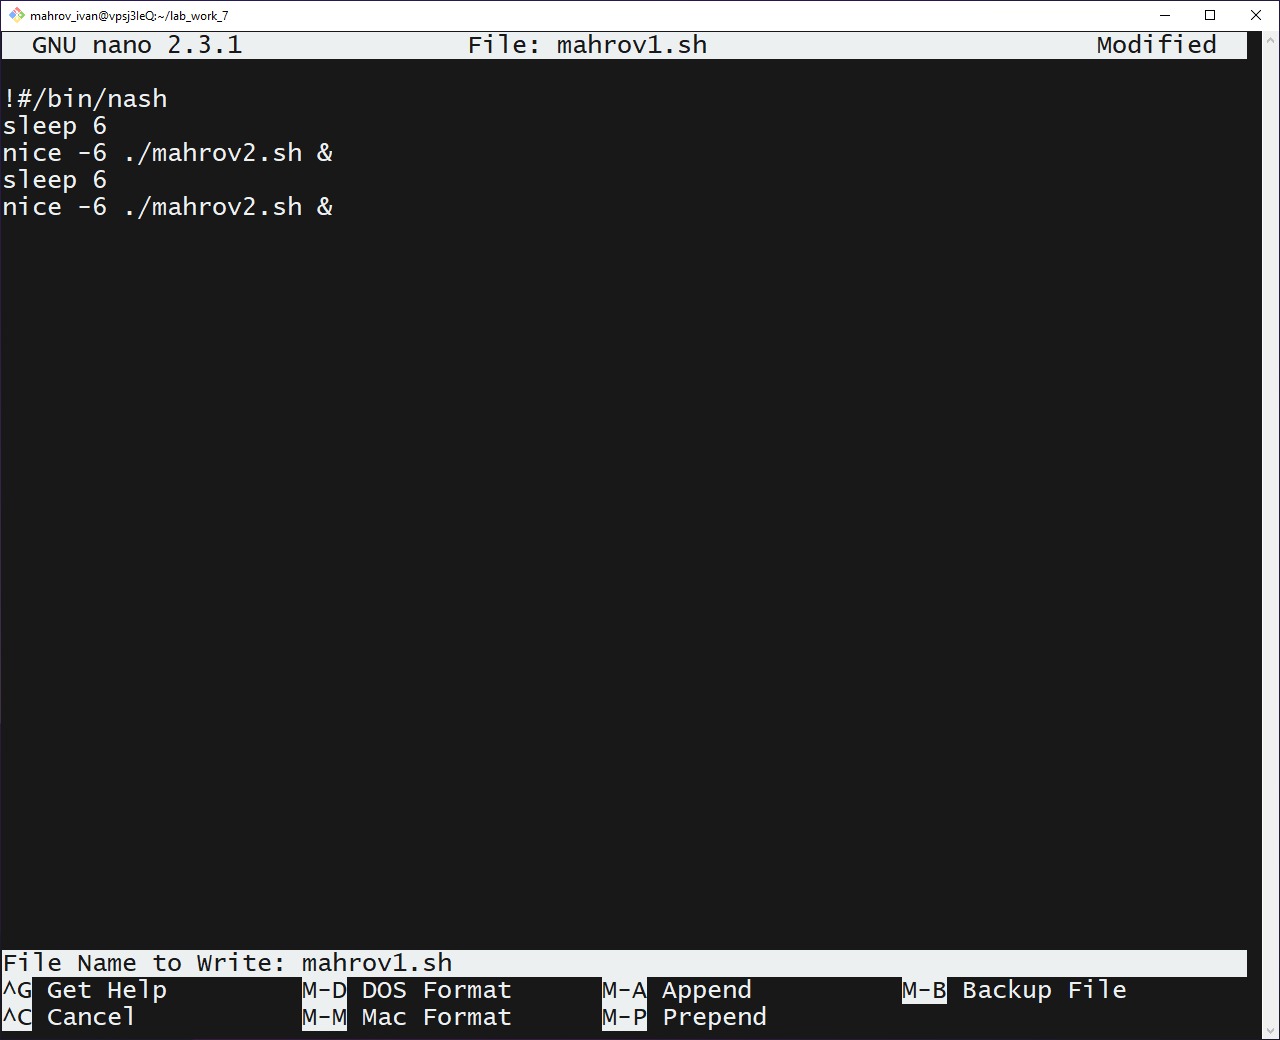 mahrov_ivan@vpsj3leQ:~/lab_work_7
GNU nano 2.3.1 File: mahrov1.sh Modified
!#/bin/nash
sleep 6
nice -6 ./mahrov2.sh &
sleep 6
nice -6 ./mahrov2.sh &
File Name to Write: mahrov1.sh
^G Get Help M-D DOS Format M-A Append M-B Backup File
^C Cancel M-M Mac Format M-P Prepend